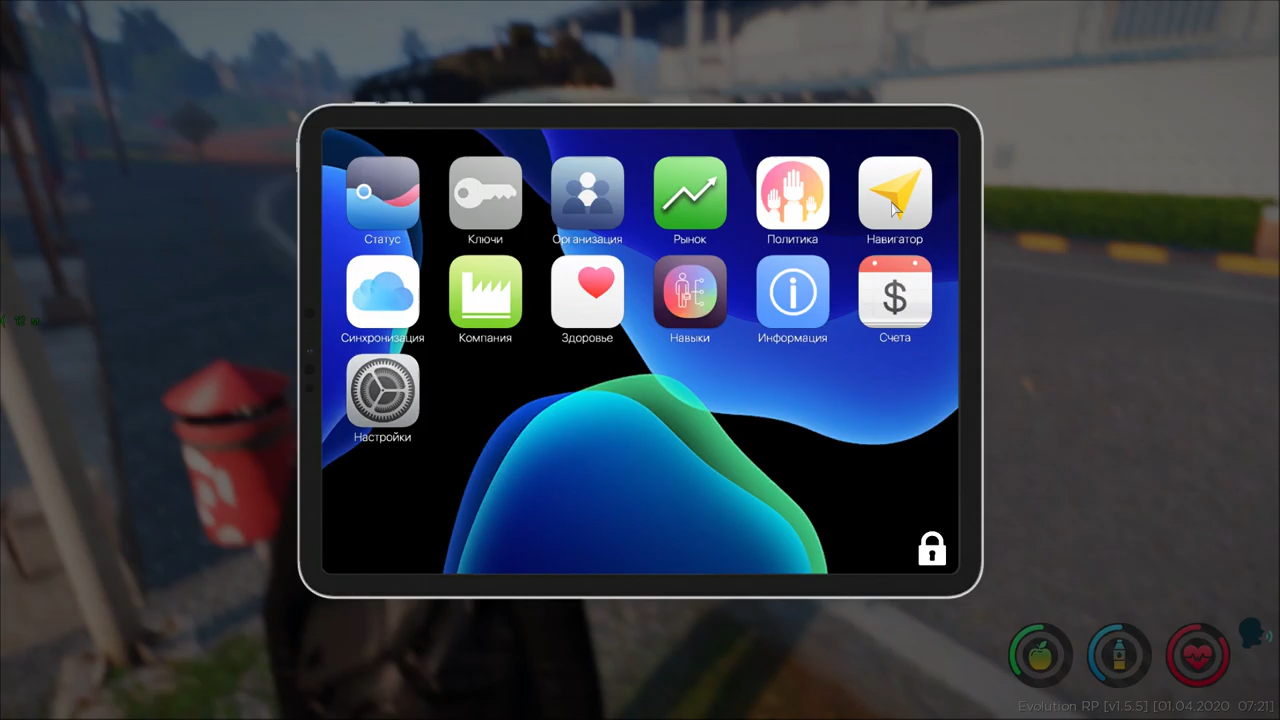 Статус
Ключи
Организация
Рынок
Политика
Навигатор
Синхронизация
Компания
Здоровье
Навыки
Информация
Счета
Настройки
Evolution RP [v1.5.5] [01.04.2020 07:21]